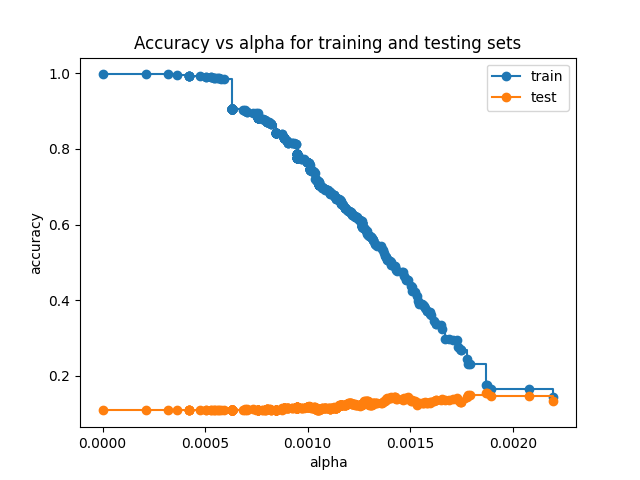 Accuracy vs alpha for training and testing sets
train
test
1.0
0.8
0.6
0.4
0.2
accuracy
0.0000
0.0005
0.0010
0.0015
0.0020
alpha